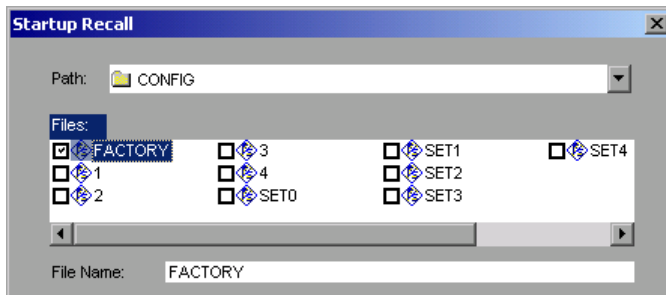 Startup Recall
Path: CONFIG
Files:
FACTORY 3 SET1 SET4
1 4 SET2
2 SET0 SET3
File Name: FACTORY